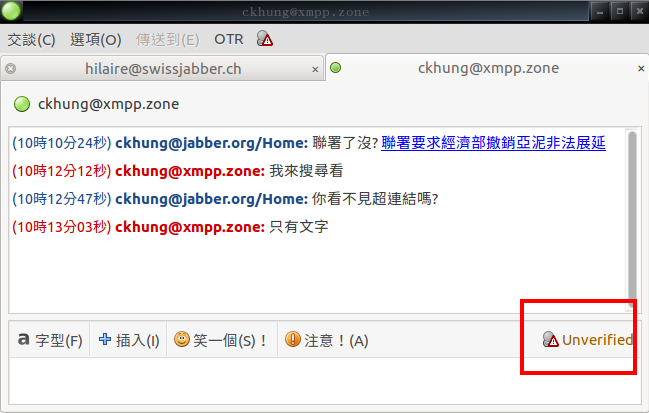 ckhung@xmpp.zone
交談(C) 選項(O) 傳送到(E) OTR
hilaire@swissjabber.ch × ckhung@xmpp.zone ×
ckhung@xmpp.zone
(10時10分24秒) ckhung@jabber.org/Home: 聯署了沒? 聯署要求經濟部撤銷亞泥非法展延
(10時12分12秒) ckhung@xmpp.zone: 我來搜尋看
(10時12分47秒) ckhung@jabber.org/Home: 你看不見超連結嗎?
(10時13分03秒) ckhung@xmpp.zone: 只有文字
a 字型(F) 插入(I) 笑一個(S)！ 注意！(A) Unverified